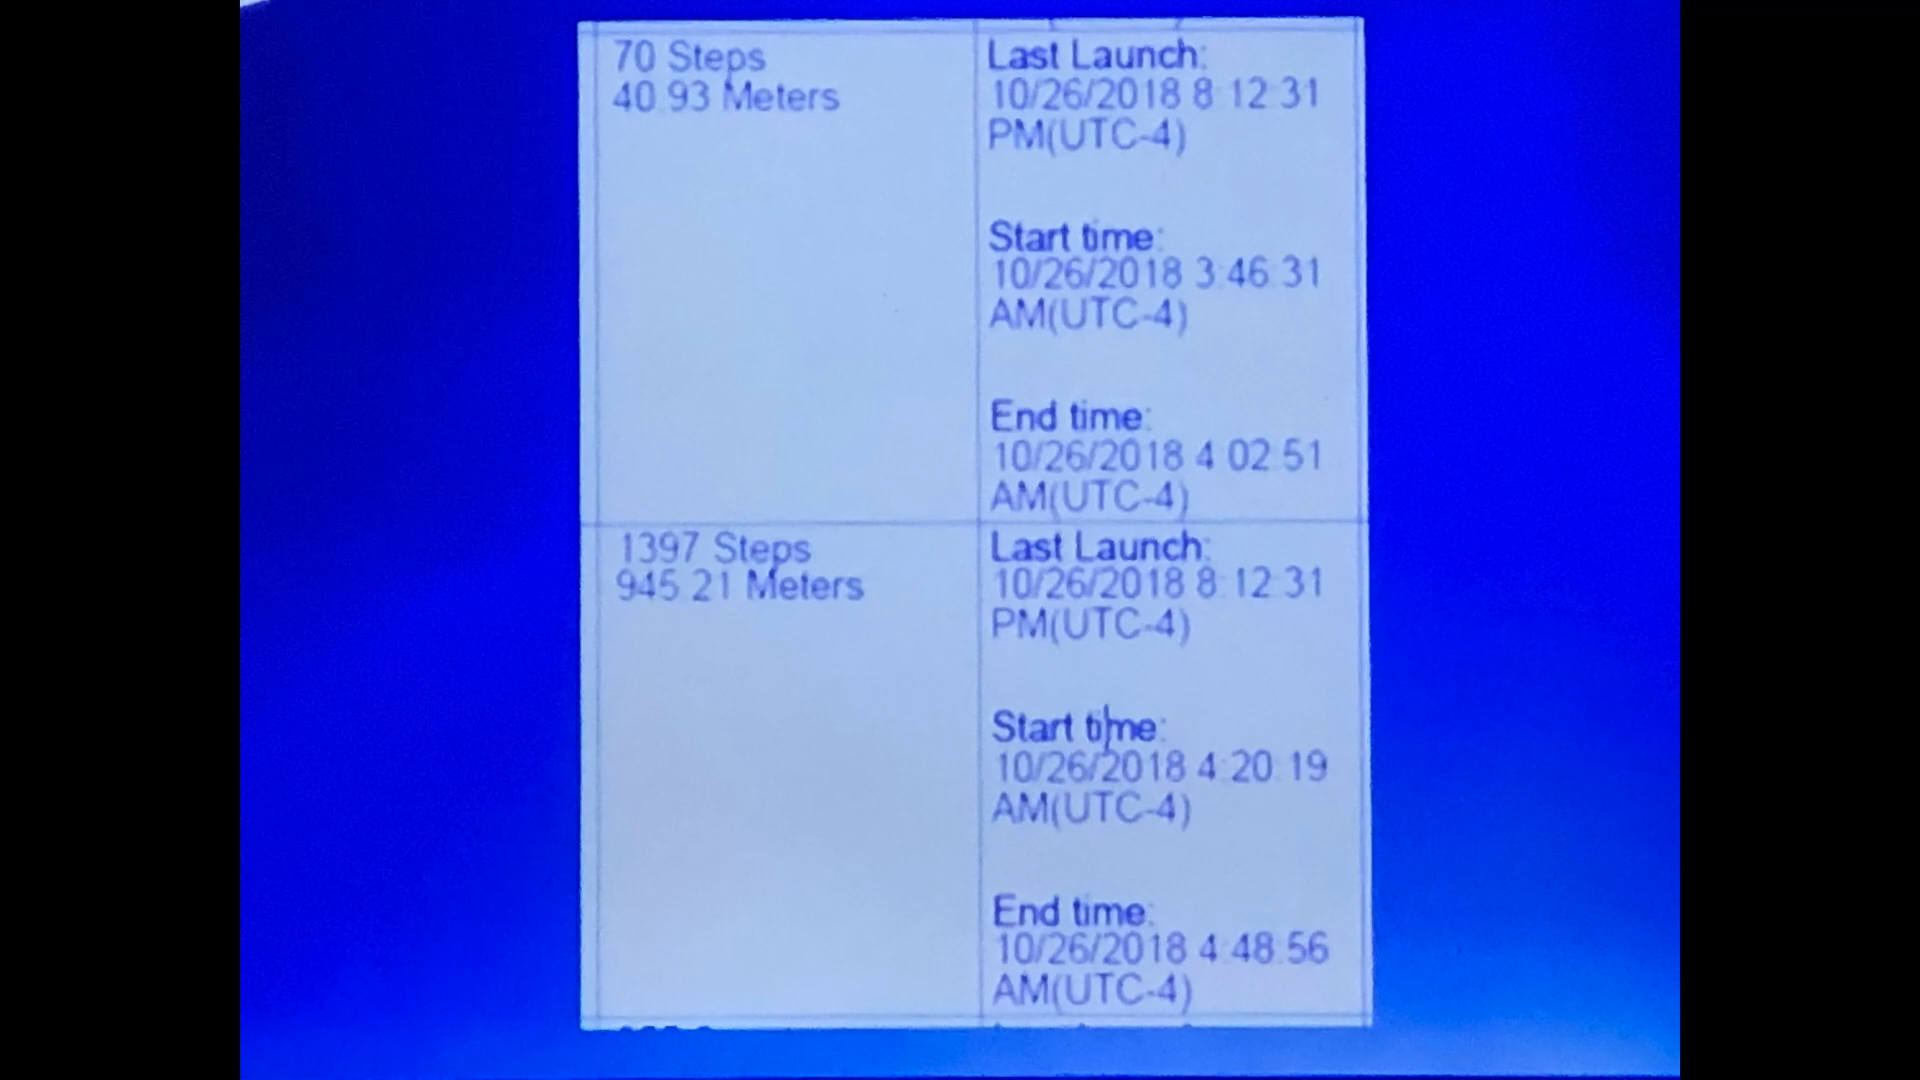 70 Steps
40.93 Meters
Last Launch:
10/26/2018 8:12:31
PM(UTC-4)
Start time:
10/26/2018 3:46:31
AM(UTC-4)
End time:
10/26/2018 4:02:51
AM(UTC-4)
1397 Steps
945.21 Meters
Last Launch:
10/26/2018 8:12:31
PM(UTC-4)
Start time:
10/26/2018 4:20:19
AM(UTC-4)
End time:
10/26/2018 4:48:56
AM(UTC-4)